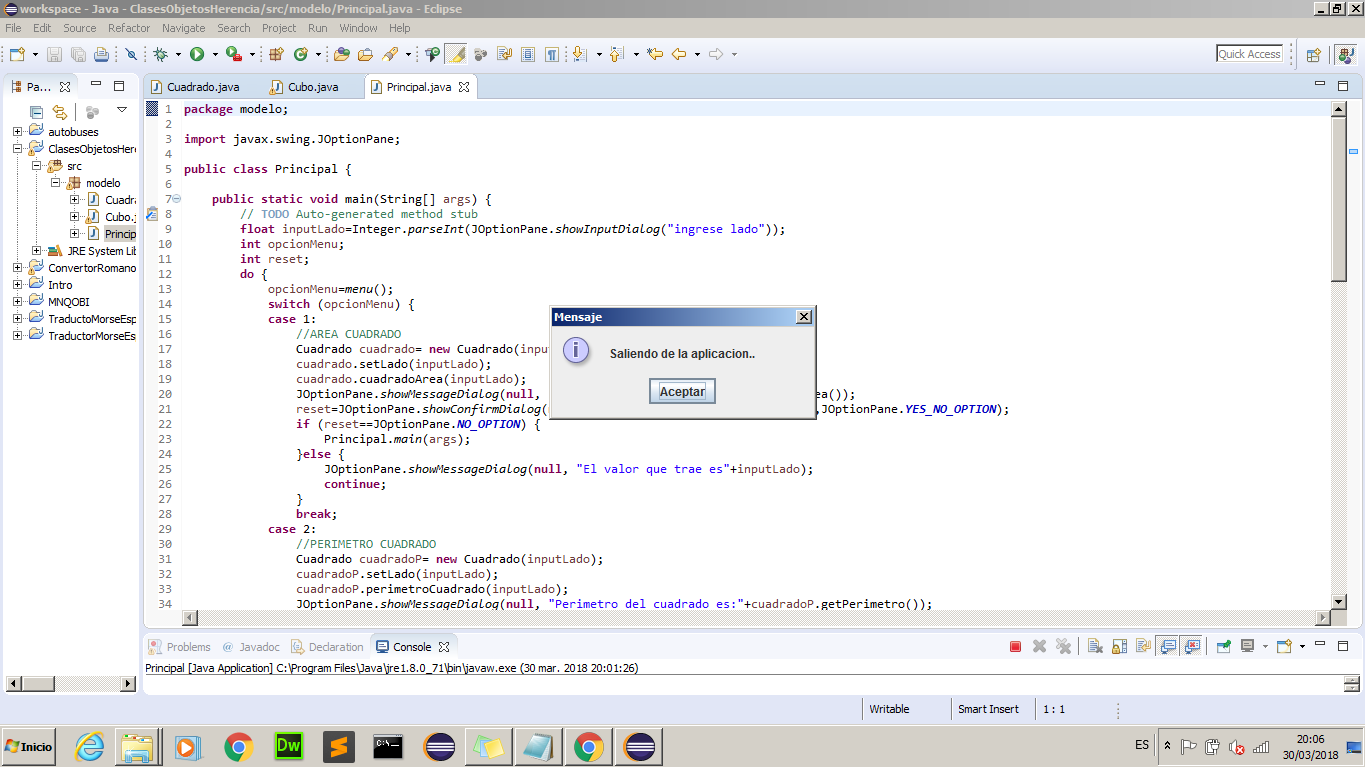 workspace - Java - ClasesObjetosHerencia/src/modelo/Principal.java - Eclipse
File Edit Source Refactor Navigate Search Project Run Window Help
Quick Access
Pa...
Cuadrado.java
Cubo.java
Principal.java
autobuses
ClasesObjetosHer
src
modelo
Cuadra
Cubo.j
Princip
JRE System Lib
ConvertorRomano
Intro
MNQOBI
TraductoMorseEsp
TraductorMorseEs
1 package modelo;
2
3 import javax.swing.JOptionPane;
4
5 public class Principal {
6
7 public static void main(String[] args) {
8 // TODO Auto-generated method stub
9 float inputLado=Integer.parseInt(JOptionPane.showInputDialog("ingrese lado"));
10 int opcionMenu;
11 int reset;
12 do {
13 opcionMenu=menu();
14 switch (opcionMenu) {
15 case 1:
16 //AREA CUADRADO
17 Cuadrado cuadrado= new Cuadrado(inpu
18 cuadrado.setLado(inputLado);
19 cuadrado.cuadradoArea(inputLado);
20 JOptionPane.showMessageDialog(null, ea());
21 reset=JOptionPane.showConfirmDialog( ,JOptionPane.YES_NO_OPTION);
22 if (reset==JOptionPane.NO_OPTION) {
23 Principal.main(args);
24 }else {
25 JOptionPane.showMessageDialog(null, "El valor que trae es"+inputLado);
26 continue;
27 }
28 break;
29 case 2:
30 //PERIMETRO CUADRADO
31 Cuadrado cuadradoP= new Cuadrado(inputLado);
32 cuadradoP.setLado(inputLado);
33 cuadradoP.perimetroCuadrado(inputLado);
34 JOptionPane.showMessageDialog(null, "Perimetro del cuadrado es:"+cuadradoP.getPerimetro());
Mensaje
Saliendo de la aplicacion..
Aceptar
Problems @ Javadoc Declaration Console
Principal [Java Application] C:\Program Files\Java\jre1.8.0_71\bin\javaw.exe (30 mar. 2018 20:01:26)
Writable Smart Insert 1 : 1
Inicio
Dw
C:\_
ES
20:06
30/03/2018